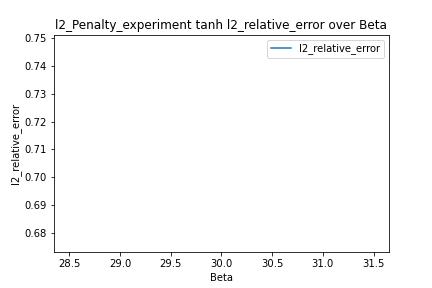 l2_Penalty_experiment tanh l2_relative_error over Beta
l2_relative_error
0.75
0.74
0.73
0.72
0.71
0.70
0.69
0.68
l2_relative_error
28.5 29.0 29.5 30.0 30.5 31.0 31.5
Beta